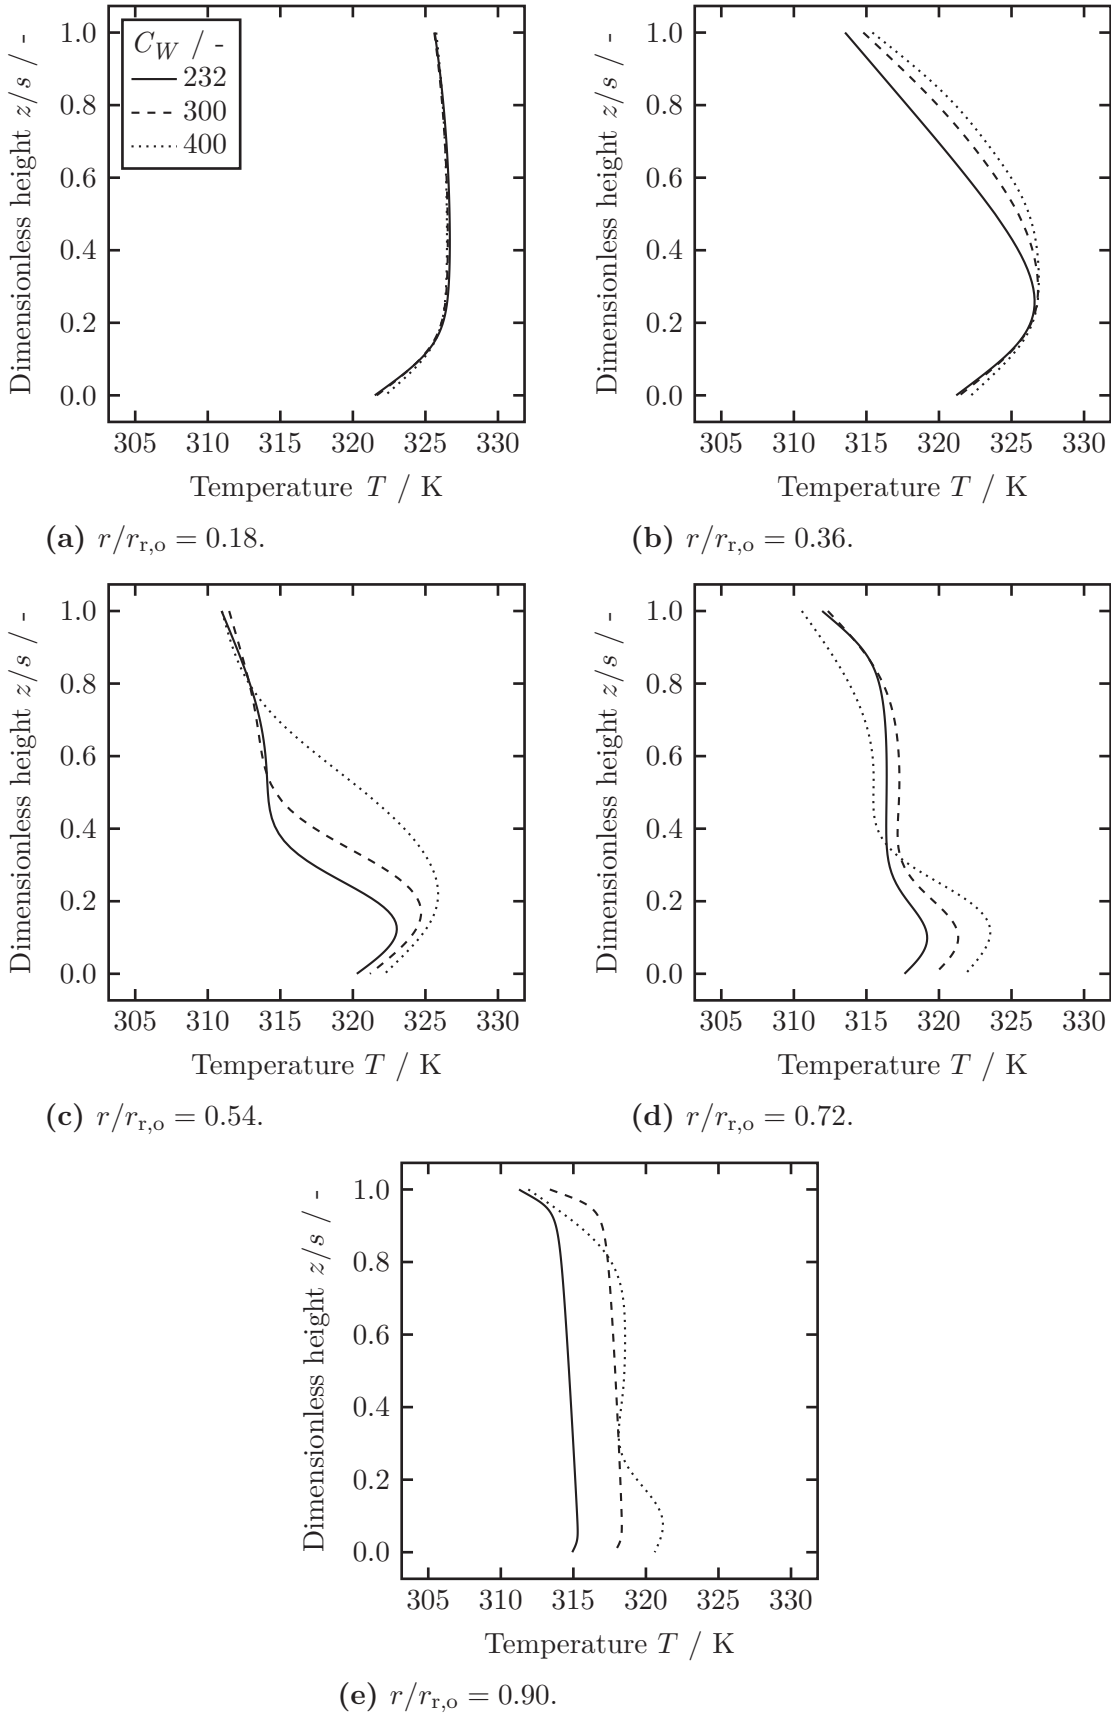 Dimensionless height z/s / -
1.0
0.8
0.6
0.4
0.2
0.0
C_W / -
232
300
400
305 310 315 320 325 330
Temperature T / K
(a) r/r_{r,o} = 0.18.
Dimensionless height z/s / -
1.0
0.8
0.6
0.4
0.2
0.0
305 310 315 320 325 330
Temperature T / K
(b) r/r_{r,o} = 0.36.
Dimensionless height z/s / -
1.0
0.8
0.6
0.4
0.2
0.0
305 310 315 320 325 330
Temperature T / K
(c) r/r_{r,o} = 0.54.
Dimensionless height z/s / -
1.0
0.8
0.6
0.4
0.2
0.0
305 310 315 320 325 330
Temperature T / K
(d) r/r_{r,o} = 0.72.
Dimensionless height z/s / -
1.0
0.8
0.6
0.4
0.2
0.0
305 310 315 320 325 330
Temperature T / K
(e) r/r_{r,o} = 0.90.